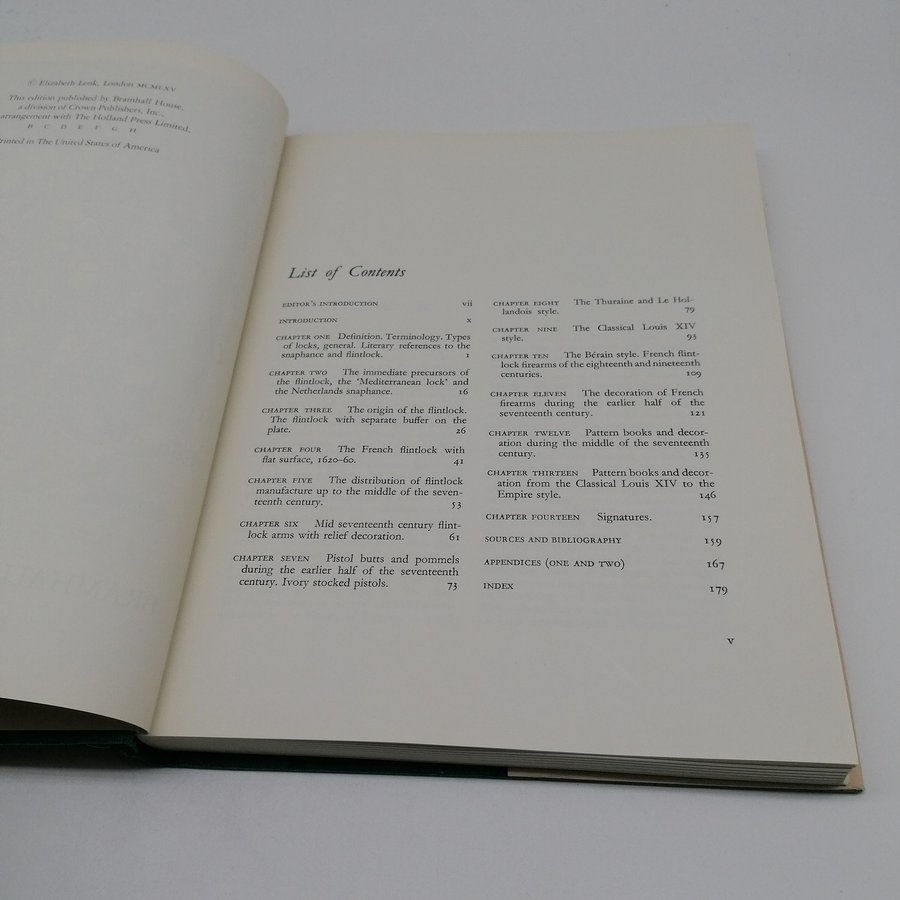 © Elizabeth Lenk, London MCMLXV
This edition published by Bramhall House,
a division of Crown Publishers, Inc.,
arrangement with The Holland Press Limited.
B C D E F G H
Printed in The United States of America
List of Contents
EDITOR'S INTRODUCTION vii
INTRODUCTION x
CHAPTER ONE Definition. Terminology. Types
of locks, general. Literary references to the
snaphance and flintlock. 1
CHAPTER TWO The immediate precursors of
the flintlock, the 'Mediterranean lock' and
the Netherlands snaphance. 16
CHAPTER THREE The origin of the flintlock.
The flintlock with separate buffer on the
plate. 26
CHAPTER FOUR The French flintlock with
flat surface, 1620–60. 41
CHAPTER FIVE The distribution of flintlock
manufacture up to the middle of the seven-
teenth century. 53
CHAPTER SIX Mid seventeenth century flint-
lock arms with relief decoration. 61
CHAPTER SEVEN Pistol butts and pommels
during the earlier half of the seventeenth
century. Ivory stocked pistols. 73
CHAPTER EIGHT The Thuraine and Le Hol-
landois style. 79
CHAPTER NINE The Classical Louis XIV
style. 93
CHAPTER TEN The Bérain style. French flint-
lock firearms of the eighteenth and nineteenth
centuries. 109
CHAPTER ELEVEN The decoration of French
firearms during the earlier half of the
seventeenth century. 121
CHAPTER TWELVE Pattern books and decor-
ation during the middle of the seventeenth
century. 135
CHAPTER THIRTEEN Pattern books and decor-
ation from the Classical Louis XIV to the
Empire style. 146
CHAPTER FOURTEEN Signatures. 157
SOURCES AND BIBLIOGRAPHY 159
APPENDICES (ONE AND TWO) 167
INDEX 179
v